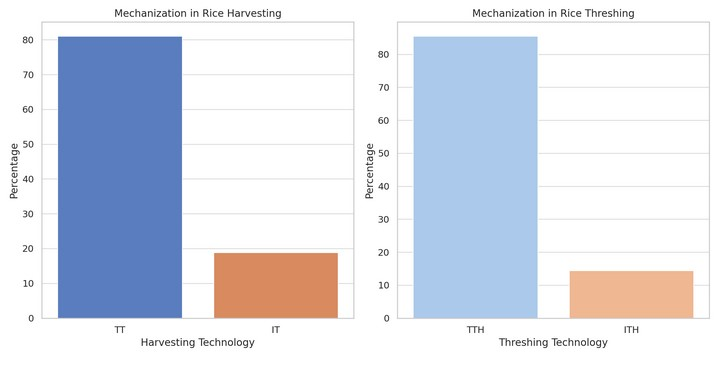 Mechanization in Rice Harvesting
80
70
60
50
40
30
20
10
0
Percentage
TT
IT
Harvesting Technology
Mechanization in Rice Threshing
80
70
60
50
40
30
20
10
0
Percentage
TTH
ITH
Threshing Technology